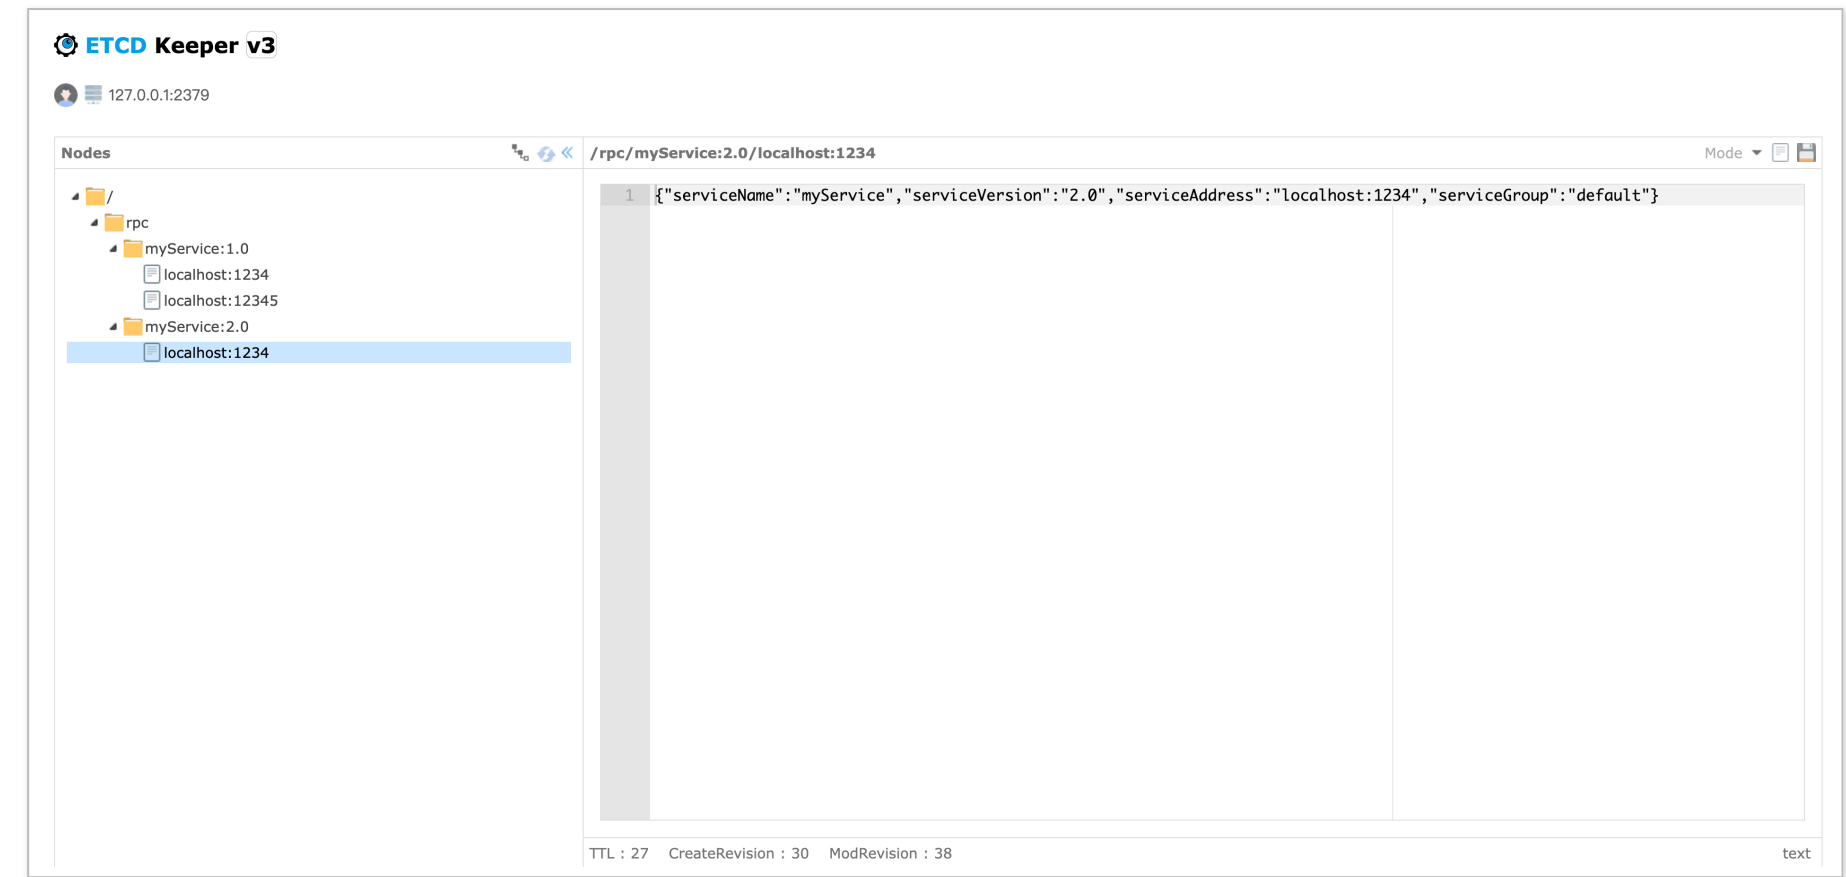 ETCD Keeper v3
127.0.0.1:2379
Nodes
/rpc/myService:2.0/localhost:1234
Mode
/
rpc
myService:1.0
localhost:1234
localhost:12345
myService:2.0
localhost:1234
1 {"serviceName":"myService","serviceVersion":"2.0","serviceAddress":"localhost:1234","serviceGroup":"default"}
TTL : 27 CreateRevision : 30 ModRevision : 38
text